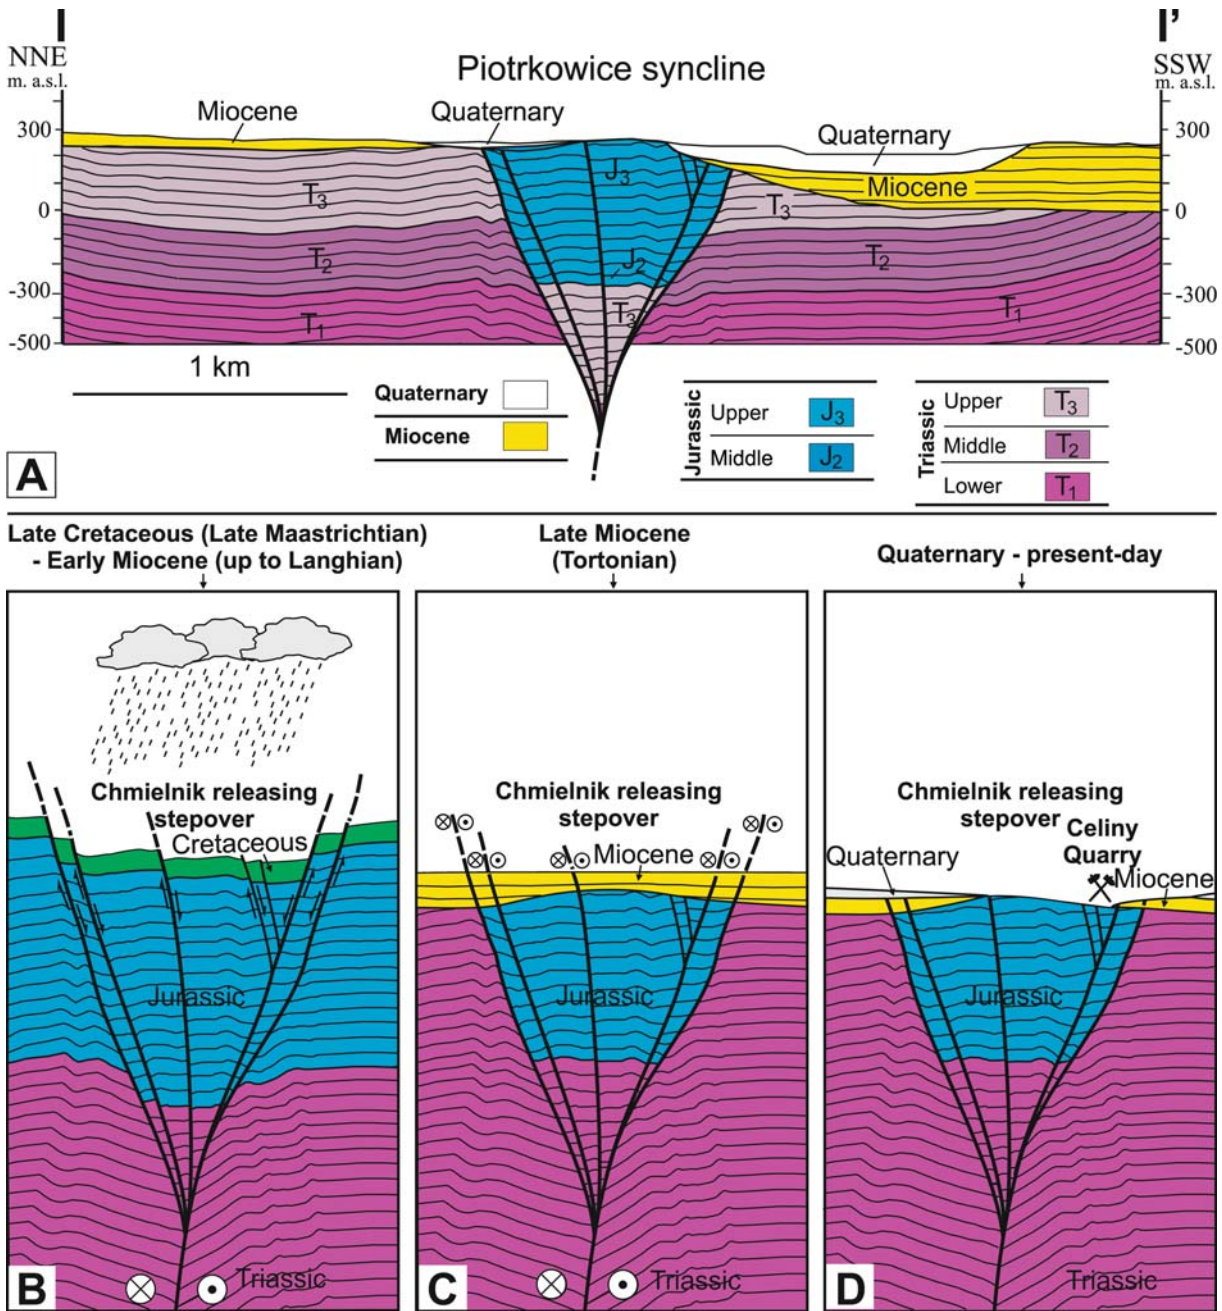 I
I’
NNE
SSW
m. a.s.l.
m. a.s.l.
Piotrkowice syncline
Miocene
Quaternary
Quaternary
Miocene
300
0
-300
-500
300
0
-300
-500
T3
T2
T1
J3
J2
T3
T3
T2
T1
1 km
Quaternary
Miocene
Jurassic
Upper J3
Middle J2
Triassic
Upper T3
Middle T2
Lower T1
A
Late Cretaceous (Late Maastrichtian)
- Early Miocene (up to Langhian)
Chmielnik releasing
stepover
Cretaceous
Jurassic
Triassic
B
Late Miocene
(Tortonian)
Chmielnik releasing
stepover
Miocene
Jurassic
Triassic
C
Quaternary - present-day
Chmielnik releasing
stepover
Celiny
Quarry
Quaternary
Miocene
Jurassic
Triassic
D